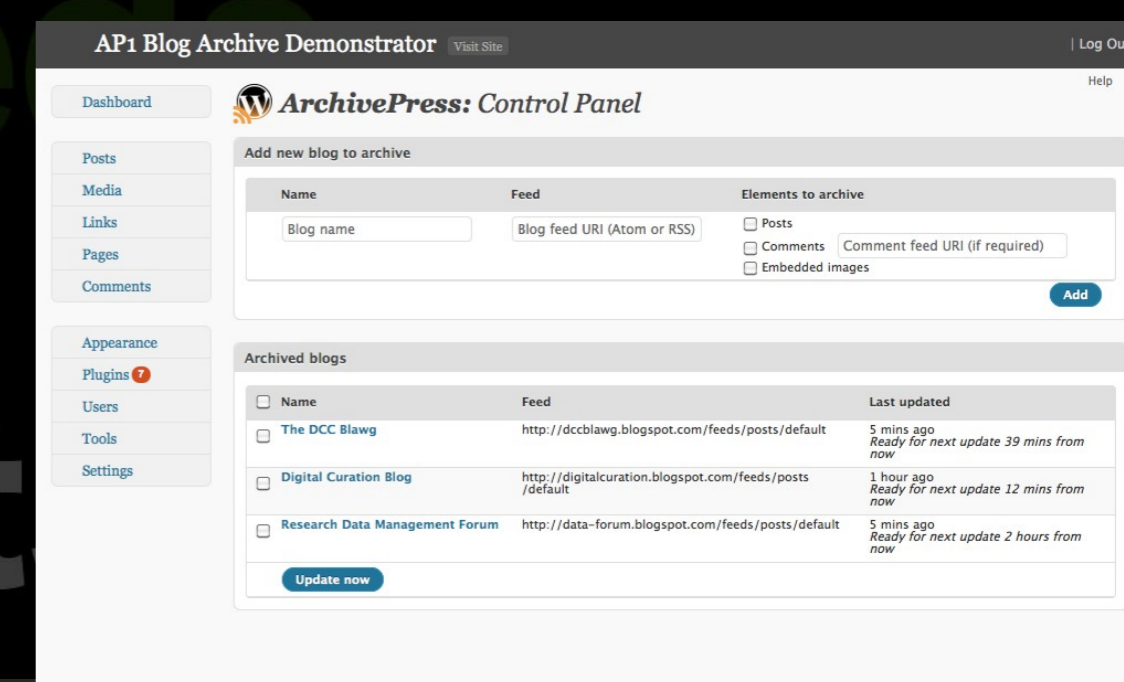 AP1 Blog Archive Demonstrator Visit Site
| Log Ou
Help
Dashboard
Posts
Media
Links
Pages
Comments
Appearance
Plugins 7
Users
Tools
Settings
ArchivePress: Control Panel
Add new blog to archive
Name Feed Elements to archive
Blog name Blog feed URI (Atom or RSS) Posts
Comments Comment feed URI (if required)
Embedded images
Add
Archived blogs
Name Feed Last updated
The DCC Blawg http://dccblawg.blogspot.com/feeds/posts/default 5 mins ago
Ready for next update 39 mins from
now
Digital Curation Blog http://digitalcuration.blogspot.com/feeds/posts 1 hour ago
/default Ready for next update 12 mins from
now
Research Data Management Forum http://data-forum.blogspot.com/feeds/posts/default 5 mins ago
Ready for next update 2 hours from
now
Update now